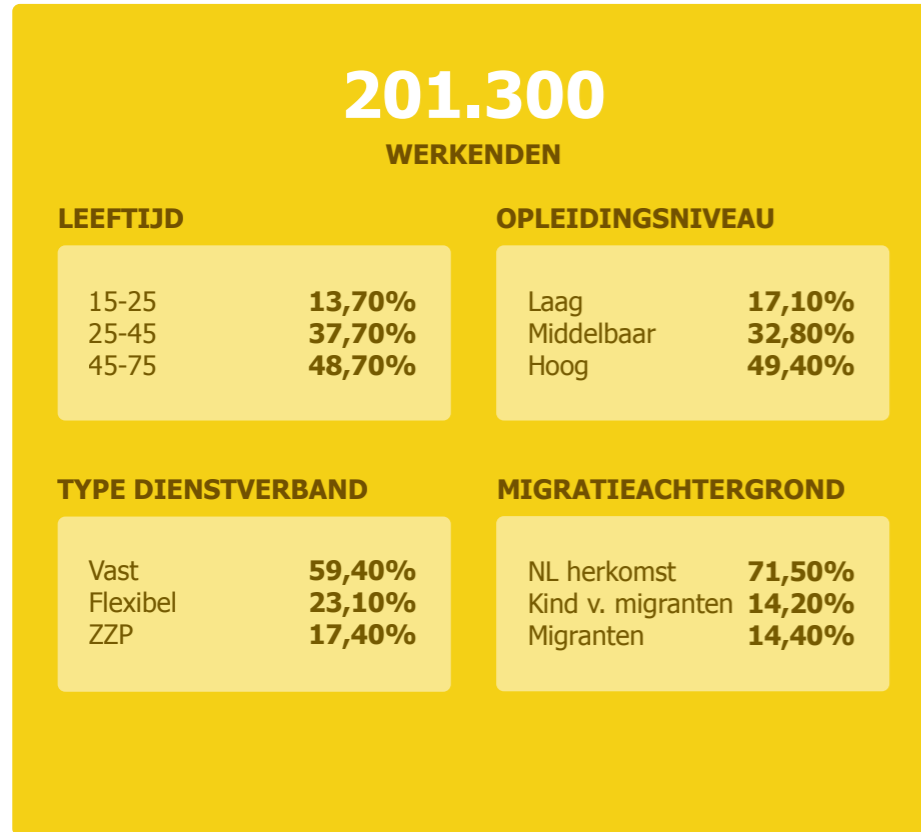 201.300
WERKENDEN
LEEFTIJD
15-25 13,70%
25-45 37,70%
45-75 48,70%
OPLEIDINGSNIVEAU
Laag 17,10%
Middelbaar 32,80%
Hoog 49,40%
TYPE DIENSTVERBAND
Vast 59,40%
Flexibel 23,10%
ZZP 17,40%
MIGRATIEACHTERGROND
NL herkomst 71,50%
Kind v. migranten 14,20%
Migranten 14,40%